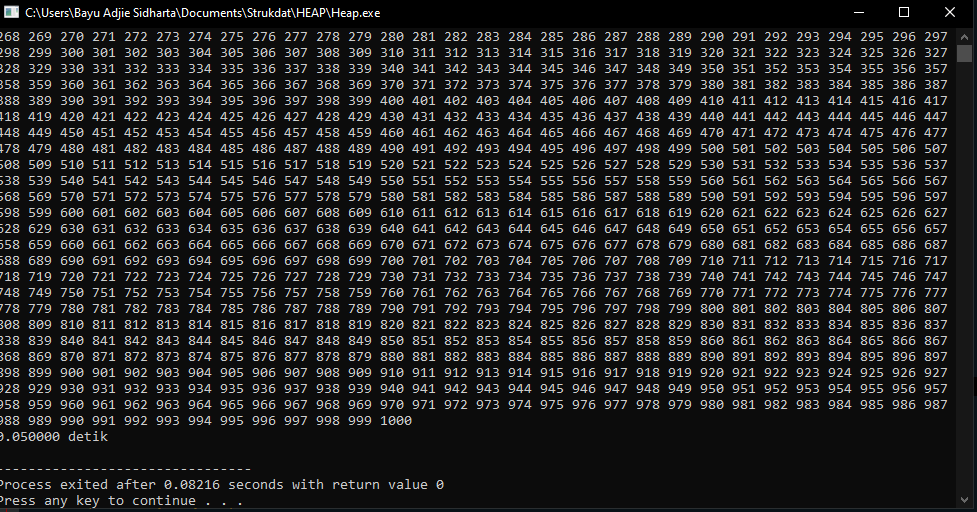 C:\Users\Bayu Adjie Sidharta\Documents\Strukdat\HEAP\Heap.exe
268 269 270 271 272 273 274 275 276 277 278 279 280 281 282 283 284 285 286 287 288 289 290 291 292 293 294 295 296 297
298 299 300 301 302 303 304 305 306 307 308 309 310 311 312 313 314 315 316 317 318 319 320 321 322 323 324 325 326 327
328 329 330 331 332 333 334 335 336 337 338 339 340 341 342 343 344 345 346 347 348 349 350 351 352 353 354 355 356 357
358 359 360 361 362 363 364 365 366 367 368 369 370 371 372 373 374 375 376 377 378 379 380 381 382 383 384 385 386 387
388 389 390 391 392 393 394 395 396 397 398 399 400 401 402 403 404 405 406 407 408 409 410 411 412 413 414 415 416 417
418 419 420 421 422 423 424 425 426 427 428 429 430 431 432 433 434 435 436 437 438 439 440 441 442 443 444 445 446 447
448 449 450 451 452 453 454 455 456 457 458 459 460 461 462 463 464 465 466 467 468 469 470 471 472 473 474 475 476 477
478 479 480 481 482 483 484 485 486 487 488 489 490 491 492 493 494 495 496 497 498 499 500 501 502 503 504 505 506 507
508 509 510 511 512 513 514 515 516 517 518 519 520 521 522 523 524 525 526 527 528 529 530 531 532 533 534 535 536 537
538 539 540 541 542 543 544 545 546 547 548 549 550 551 552 553 554 555 556 557 558 559 560 561 562 563 564 565 566 567
568 569 570 571 572 573 574 575 576 577 578 579 580 581 582 583 584 585 586 587 588 589 590 591 592 593 594 595 596 597
598 599 600 601 602 603 604 605 606 607 608 609 610 611 612 613 614 615 616 617 618 619 620 621 622 623 624 625 626 627
628 629 630 631 632 633 634 635 636 637 638 639 640 641 642 643 644 645 646 647 648 649 650 651 652 653 654 655 656 657
658 659 660 661 662 663 664 665 666 667 668 669 670 671 672 673 674 675 676 677 678 679 680 681 682 683 684 685 686 687
688 689 690 691 692 693 694 695 696 697 698 699 700 701 702 703 704 705 706 707 708 709 710 711 712 713 714 715 716 717
718 719 720 721 722 723 724 725 726 727 728 729 730 731 732 733 734 735 736 737 738 739 740 741 742 743 744 745 746 747
748 749 750 751 752 753 754 755 756 757 758 759 760 761 762 763 764 765 766 767 768 769 770 771 772 773 774 775 776 777
778 779 780 781 782 783 784 785 786 787 788 789 790 791 792 793 794 795 796 797 798 799 800 801 802 803 804 805 806 807
808 809 810 811 812 813 814 815 816 817 818 819 820 821 822 823 824 825 826 827 828 829 830 831 832 833 834 835 836 837
838 839 840 841 842 843 844 845 846 847 848 849 850 851 852 853 854 855 856 857 858 859 860 861 862 863 864 865 866 867
868 869 870 871 872 873 874 875 876 877 878 879 880 881 882 883 884 885 886 887 888 889 890 891 892 893 894 895 896 897
898 899 900 901 902 903 904 905 906 907 908 909 910 911 912 913 914 915 916 917 918 919 920 921 922 923 924 925 926 927
928 929 930 931 932 933 934 935 936 937 938 939 940 941 942 943 944 945 946 947 948 949 950 951 952 953 954 955 956 957
958 959 960 961 962 963 964 965 966 967 968 969 970 971 972 973 974 975 976 977 978 979 980 981 982 983 984 985 986 987
988 989 990 991 992 993 994 995 996 997 998 999 1000
0.050000 detik
--------------------------------
Process exited after 0.08216 seconds with return value 0
Press any key to continue . . .